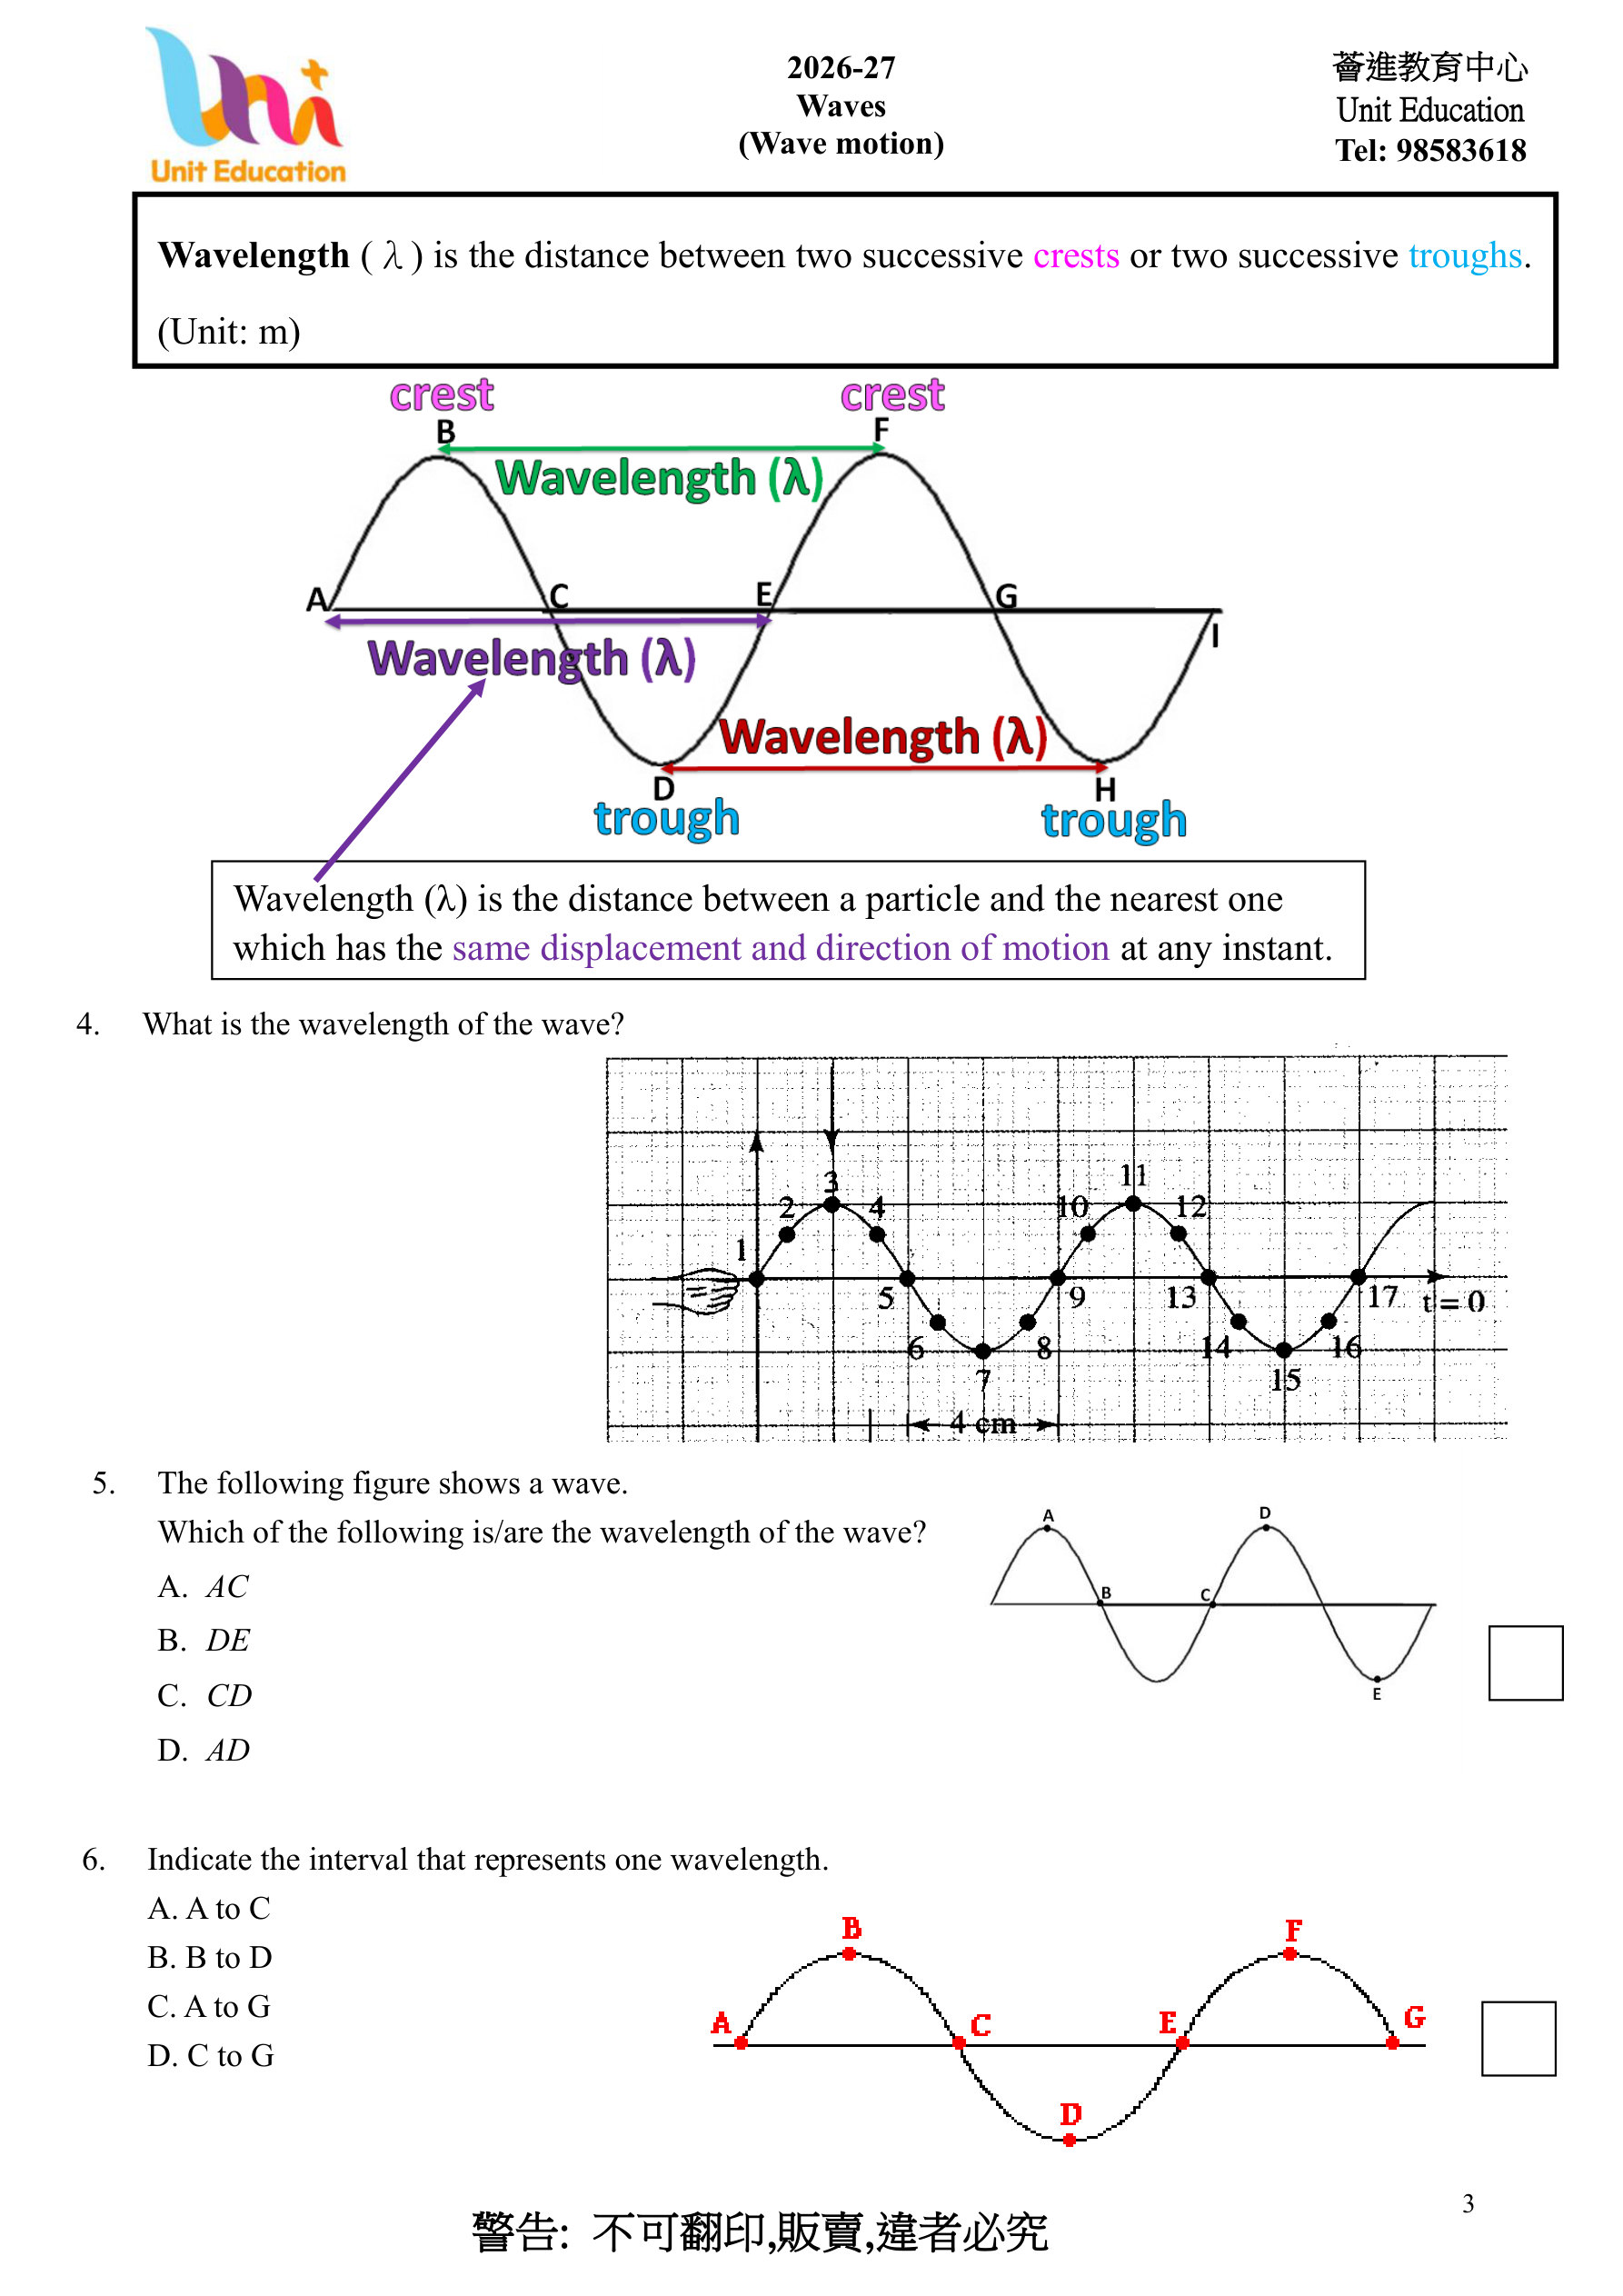 Unit Education
2026-27
Waves
(Wave motion)
薈進教育中心
Unit Education
Tel: 98583618
Wavelength ( λ ) is the distance between two successive crests or two successive troughs.
(Unit: m)
crest
crest
B
F
Wavelength (λ)
A
C
E
G
I
Wavelength (λ)
Wavelength (λ)
D
H
trough
trough
Wavelength (λ) is the distance between a particle and the nearest one
which has the same displacement and direction of motion at any instant.
4. What is the wavelength of the wave?
1
2
3
4
5
6
7
8
9
10
11
12
13
14
15
16
17
t = 0
4 cm
5. The following figure shows a wave.
Which of the following is/are the wavelength of the wave?
A. AC
B. DE
C. CD
D. AD
A
B
C
D
E
6. Indicate the interval that represents one wavelength.
A. A to C
B. B to D
C. A to G
D. C to G
A
B
C
D
E
F
G
3
警告: 不可翻印,販賣,違者必究